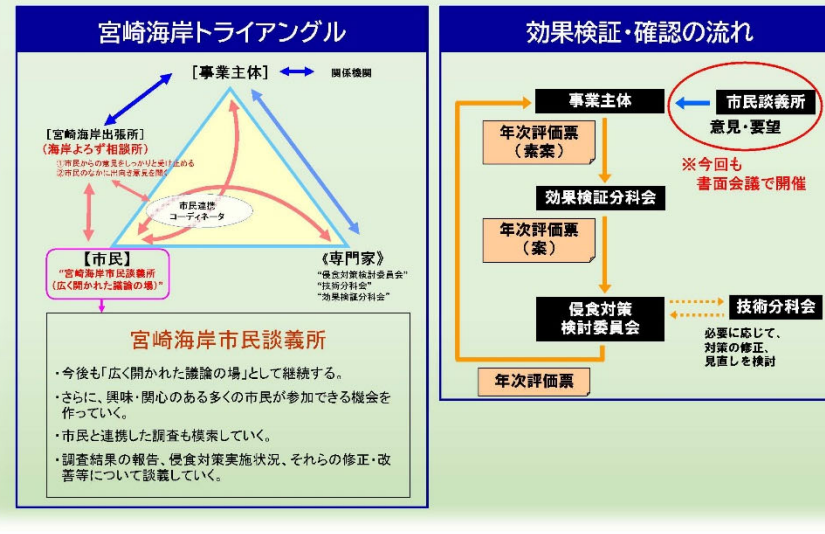 宮崎海岸トライアングル
[事業主体]
関係機関
[宮崎海岸出張所]
(海岸よろず相談所)
①市民からの意見をしっかりと受け止める
②市民のなかに出向き意見を聞く
市民連携
コーディネータ
【市民】
“宮崎海岸市民談義所
(広く開かれた議論の場)”
《専門家》
“侵食対策検討委員会”
“技術分科会”
“効果検証分科会”
宮崎海岸市民談義所
・今後も「広く開かれた議論の場」として継続する。
・さらに、興味・関心のある多くの市民が参加できる機会を
作っていく。
・市民と連携した調査も模索していく。
・調査結果の報告、侵食対策実施状況、それらの修正・改
善等について談義していく。
効果検証・確認の流れ
事業主体
市民談義所
意見・要望
年次評価票
(素案)
※今回も
書面会議で開催
効果検証分科会
年次評価票
(案)
侵食対策
検討委員会
技術分科会
必要に応じて、
対策の修正、
見直しを検討
年次評価票